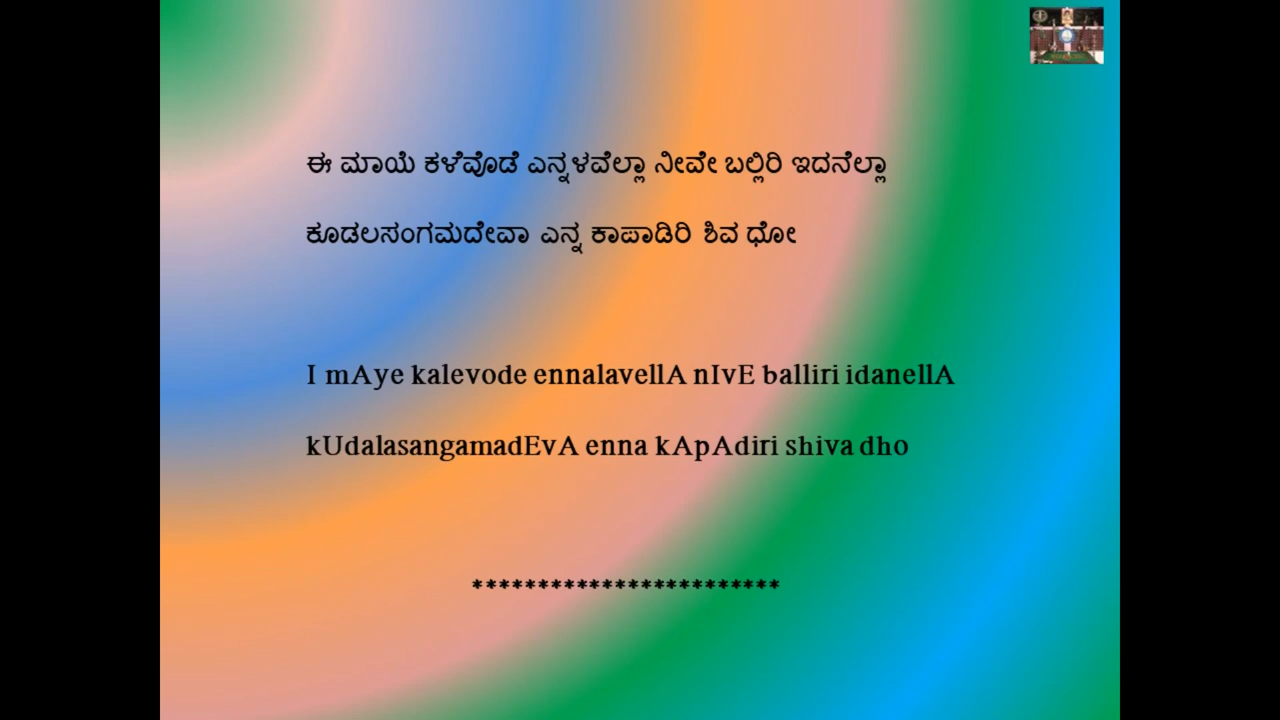 ಈ ಮಾಯೆ ಕಳೆವೊಡೆ ಎನ್ನಳವೆಲ್ಲಾ ನೀವೇ ಬಲ್ಲಿರಿ ಇದನೆಲ್ಲಾ
ಕೂಡಲಸಂಗಮದೇವಾ ಎನ್ನ ಕಾಪಾಡಿರಿ ಶಿವ ಧೋ
I mAye kalevode ennalavellA nIvE balliri idanellA
kUdalasangamadEvA enna kApAdiri shiva dho
************************